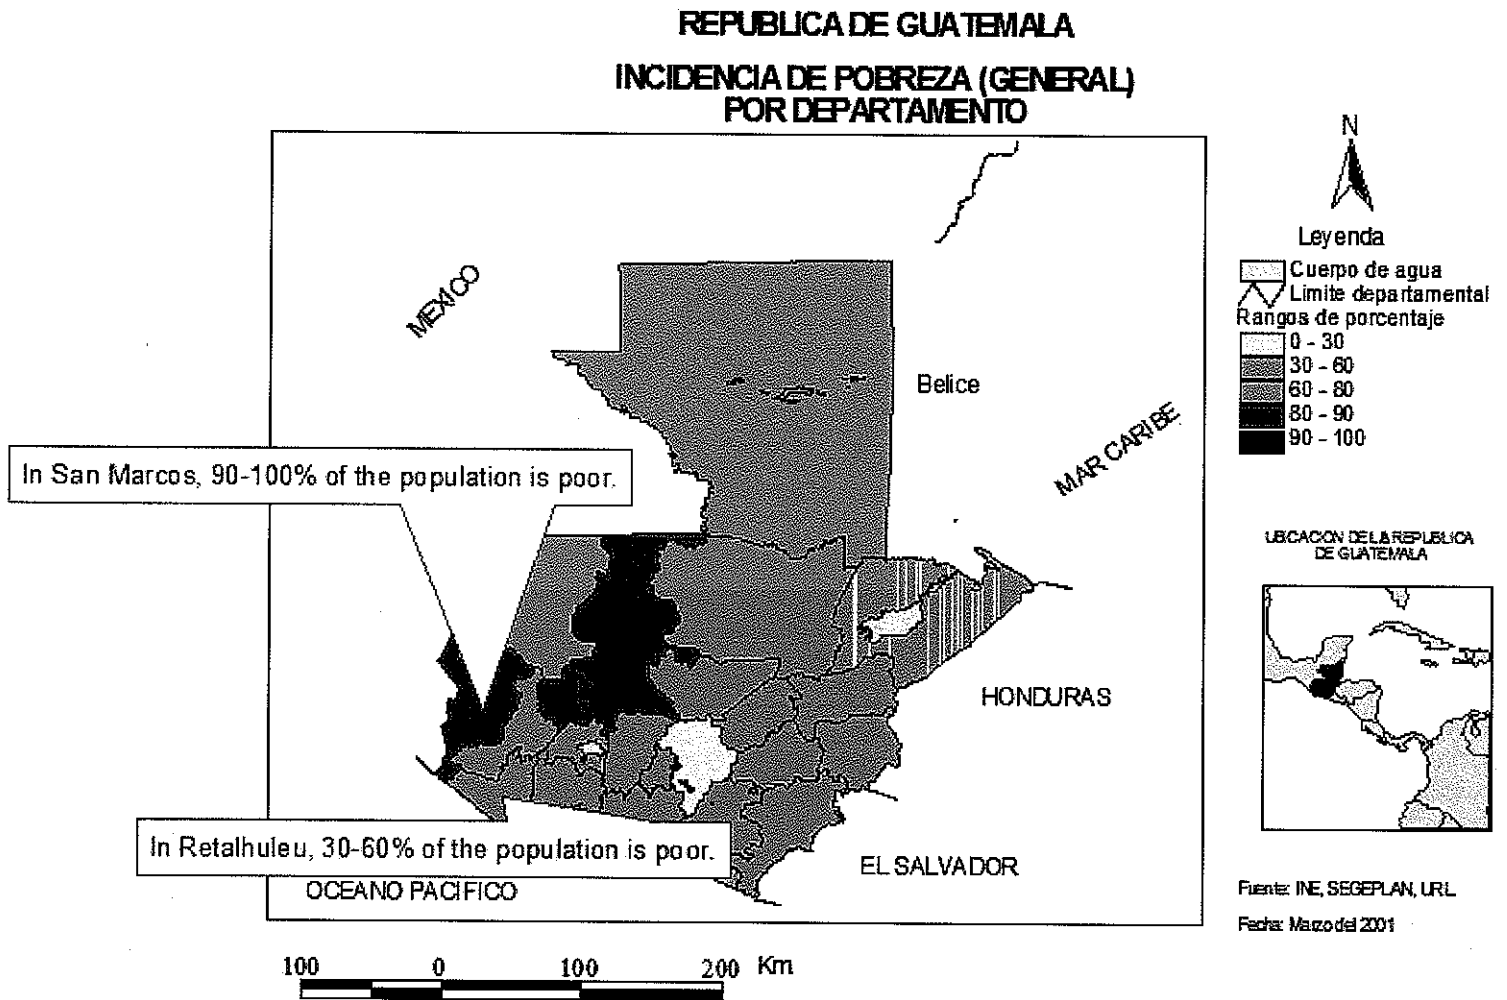 REPUBLICA DE GUATEMALA
INCIDENCIA DE POBREZA (GENERAL)
POR DEPARTAMENTO
N
Leyenda
Cuerpo de agua
Limite departamental
Rangos de porcentaje
0 - 30
30 - 60
60 - 80
80 - 90
90 - 100
MEXICO
Belice
MAR CARIBE
In San Marcos, 90-100% of the population is poor.
UBICACION DE LA REPUBLICA
DE GUATEMALA
HONDURAS
In Retalhuleu, 30-60% of the population is poor.
EL SALVADOR
OCEANO PACIFICO
Fuente: INE, SEGEPLAN, URL
Fecha: Marzo del 2001
100 0 100 200 Km